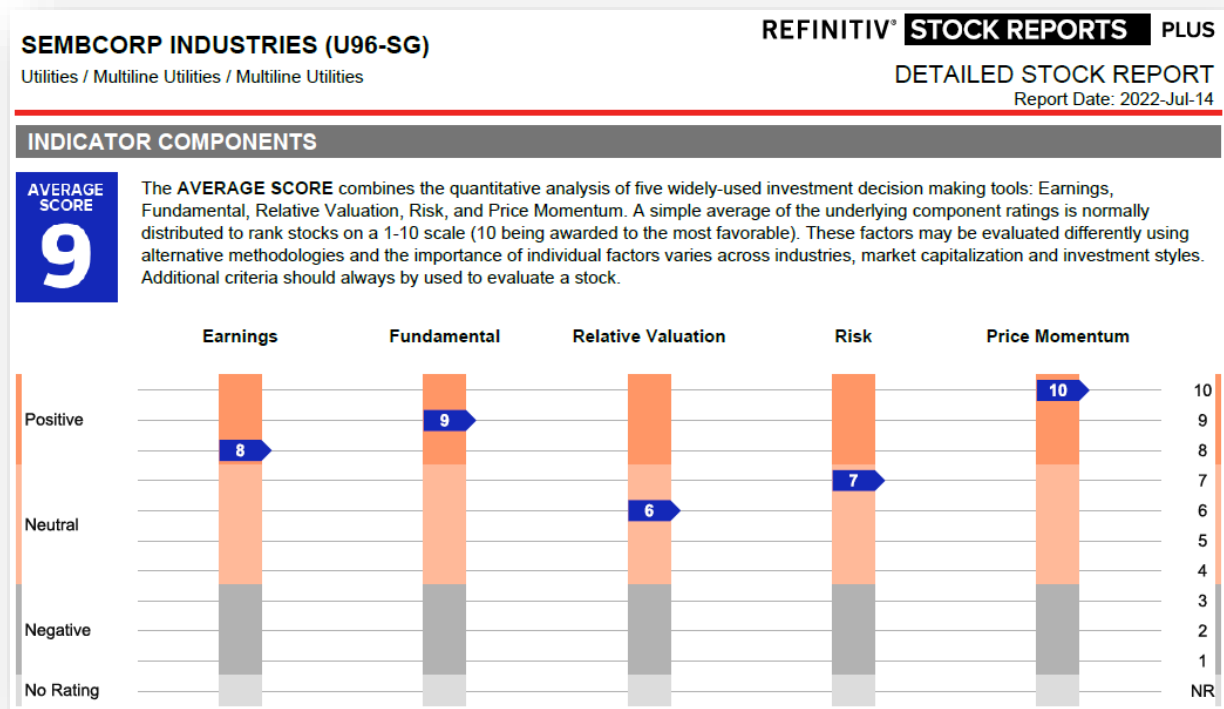 REFINITIV® STOCK REPORTS PLUS
SEMBCORP INDUSTRIES (U96-SG)
Utilities / Multiline Utilities / Multiline Utilities
DETAILED STOCK REPORT
Report Date: 2022-Jul-14
INDICATOR COMPONENTS
AVERAGE
SCORE
9
The AVERAGE SCORE combines the quantitative analysis of five widely-used investment decision making tools: Earnings,
Fundamental, Relative Valuation, Risk, and Price Momentum. A simple average of the underlying component ratings is normally
distributed to rank stocks on a 1-10 scale (10 being awarded to the most favorable). These factors may be evaluated differently using
alternative methodologies and the importance of individual factors varies across industries, market capitalization and investment styles.
Additional criteria should always by used to evaluate a stock.
Earnings Fundamental Relative Valuation Risk Price Momentum
10 10
Positive 9 9
8 8
7 7
6 6
Neutral
5
4
3
Negative 2
1
No Rating NR